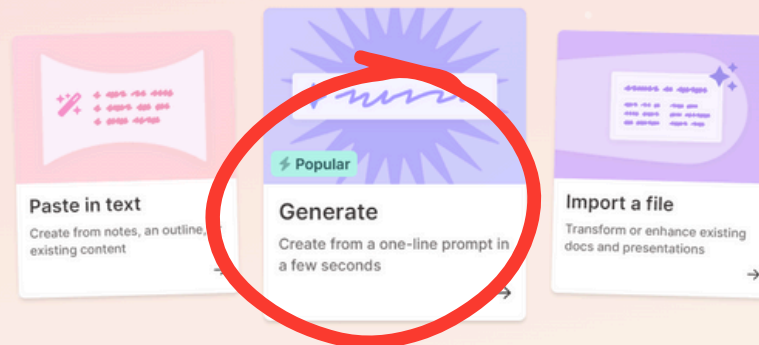 Paste in text
Create from notes, an outline,
existing content
Popular
Generate
Create from a one-line prompt in
a few seconds
Import a file
Transform or enhance existing
docs and presentations